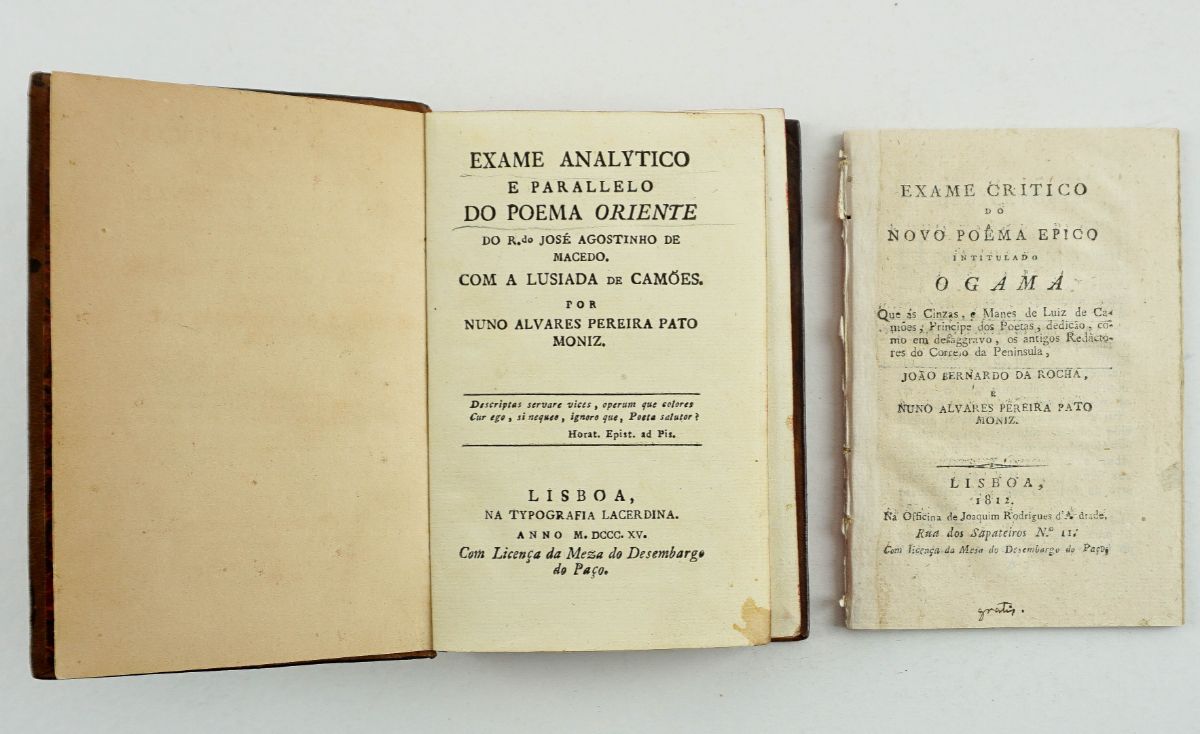 EXAME ANALYTICO
E PARALLELO
DO POEMA ORIENTE
DO R.do JOSÉ AGOSTINHO DE
MACEDO.
COM A LUSIADA DE CAMÕES.
POR
NUNO ALVARES PEREIRA PATO
MONIZ.
Descriptas servare vices, operum que colores
Cur ego, si nequeo, ignoro que, Poeta salutor?
Horat. Epist. ad Pis.
LISBOA,
NA TYPOGRAFIA LACERDINA.
ANNO M. DCCC. XV.
Com Licença da Meza do Desembargo
do Paço.
EXAME CRITICO
DO
NOVO POÊMA EPICO
INTITULADO
O GAMA
Que ás Cinzas, e Manes de Luiz de Ca-
mões, Principe dos Poetas, dedicão, co-
mo em desaggravo, os antigos Redacto-
res do Correio da Peninsula,
JOÃO BERNARDO DA ROCHA,
E
NUNO ALVARES PEREIRA PATO
MONIZ.
LISBOA,
1812.
Na Officina de Joaquim Rodrigues d'Andrade.
Rua dos Sapateiros N.º 11.
Com licença da Mesa do Desembargo do Paço,
gratis.